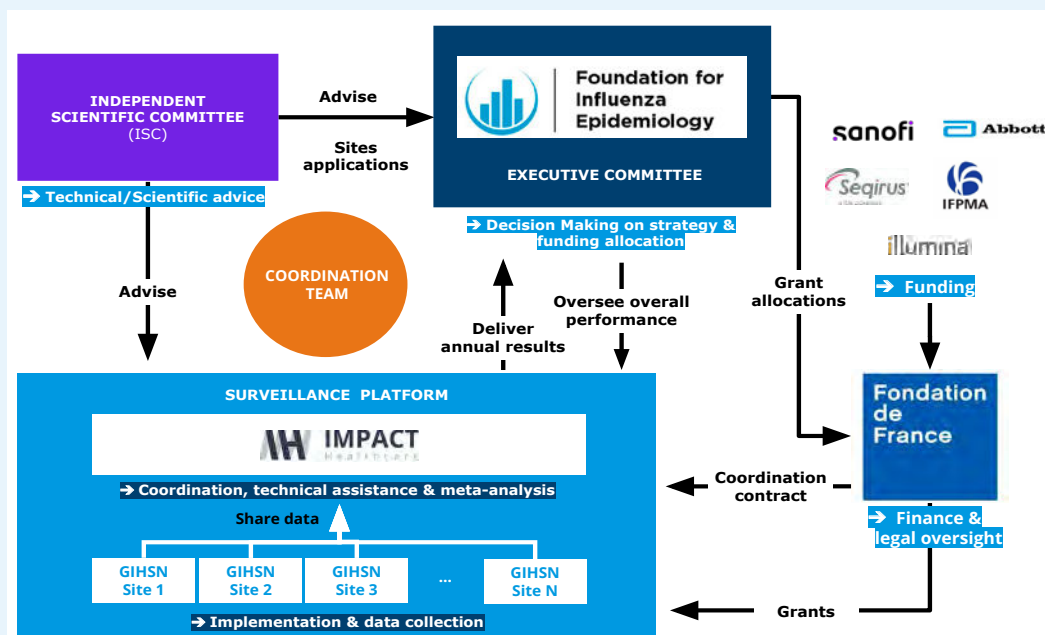 INDEPENDENT
SCIENTIFIC COMMITTEE
(ISC)
➔ Technical/Scientific advice
Advise
Sites
applications
Foundation for
Influenza
Epidemiology
EXECUTIVE COMMITTEE
➔ Decision Making on strategy &
funding allocation
sanofi
Abbott
Seqirus
IFPMA
illumina
➔ Funding
COORDINATION
TEAM
Advise
Deliver
annual results
Oversee overall
performance
Grant
allocations
Fondation
de
France
➔ Finance &
legal oversight
Coordination
contract
Grants
SURVEILLANCE PLATFORM
IMPACT
Healthcare
➔ Coordination, technical assistance & meta-analysis
Share data
GIHSN
Site 1
GIHSN
Site 2
GIHSN
Site 3
...
GIHSN
Site N
➔ Implementation & data collection